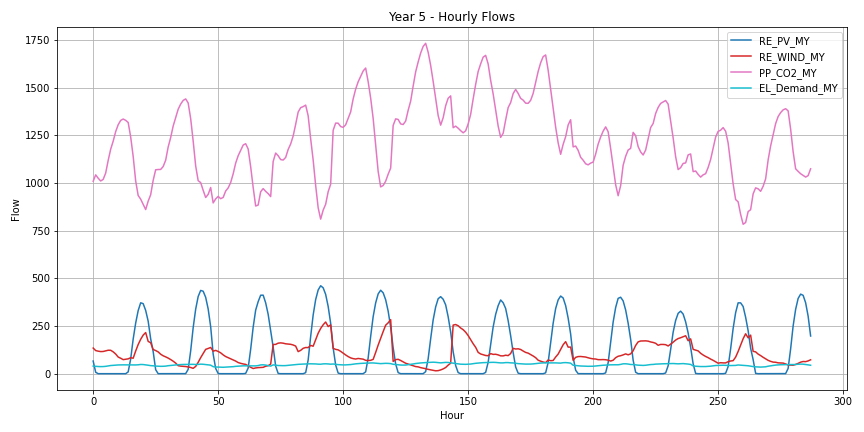 Year 5 - Hourly Flows
RE_PV_MY
RE_WIND_MY
PP_CO2_MY
EL_Demand_MY
1750
1500
1250
1000
750
500
250
0
Flow
0 50 100 150 200 250 300
Hour